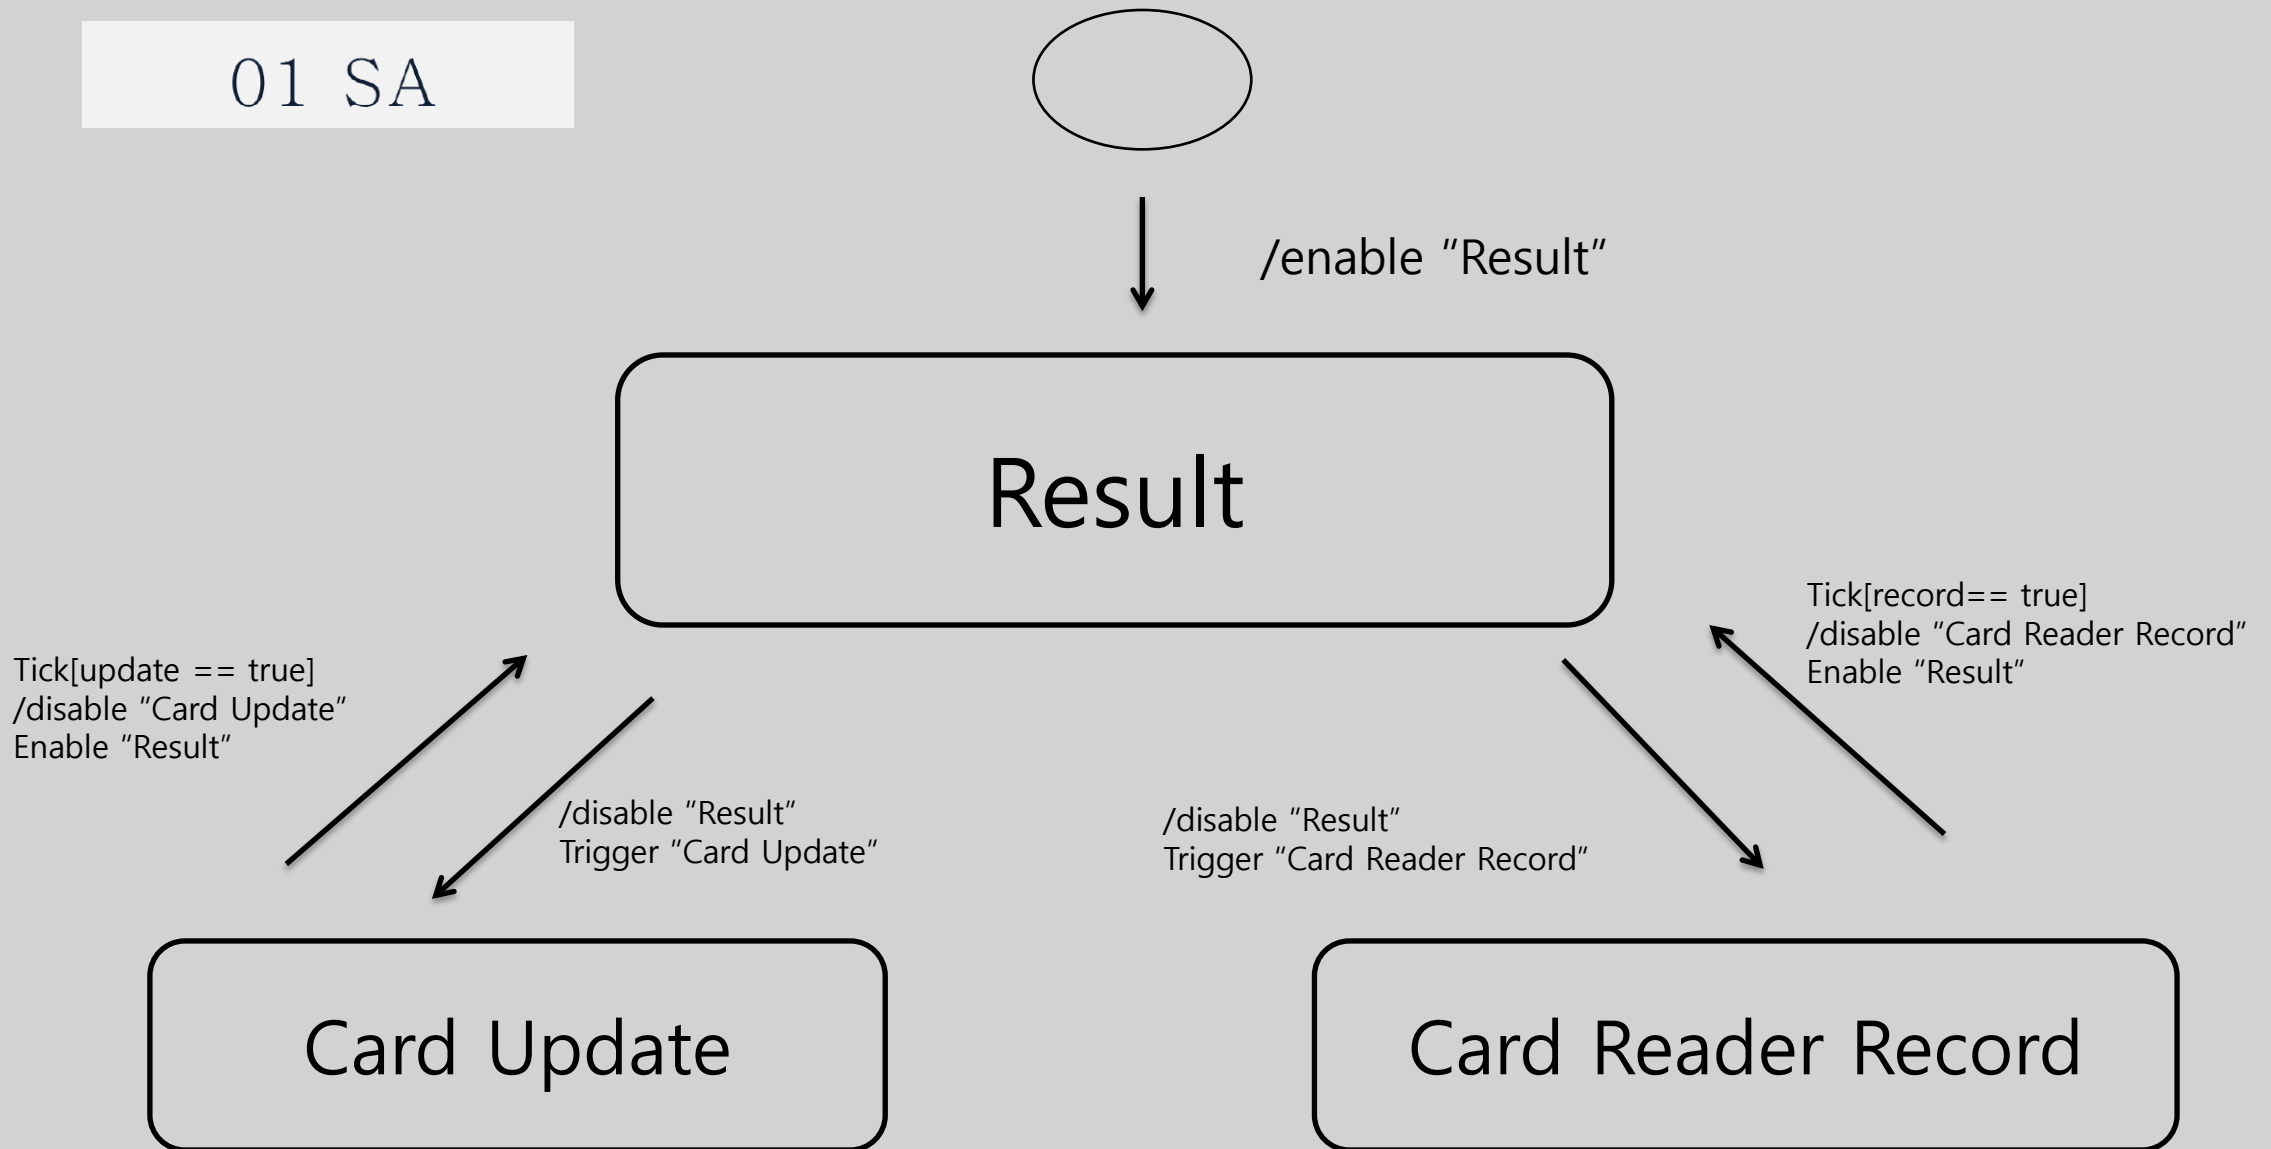 01 SA
/enable “Result”
Result
Tick[update == true]
/disable “Card Update”
Enable “Result”
/disable “Result”
Trigger “Card Update”
/disable “Result”
Trigger “Card Reader Record”
Tick[record== true]
/disable “Card Reader Record”
Enable “Result”
Card Update
Card Reader Record